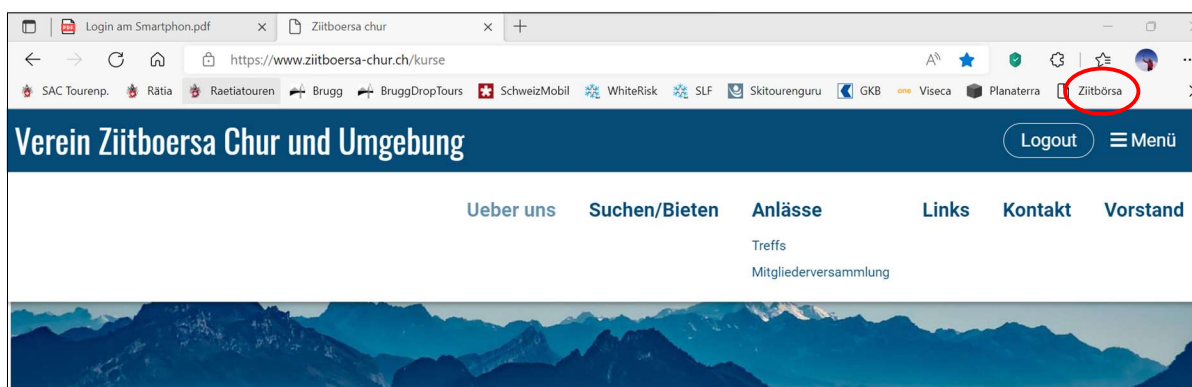 Login am Smartphon.pdf Ziitboersa chur
https://www.ziitboersa-chur.ch/kurse
SAC Tourenp. Rätia Raetiatouren Brugg BruggDropTours SchweizMobil WhiteRisk SLF Skitourenguru GKB one Viseca Planaterra Ziitbörsa
Verein Ziitboersa Chur und Umgebung Logout Menü
Ueber uns Suchen/Bieten Anlässe Links Kontakt Vorstand
Treffs
Mitgliederversammlung